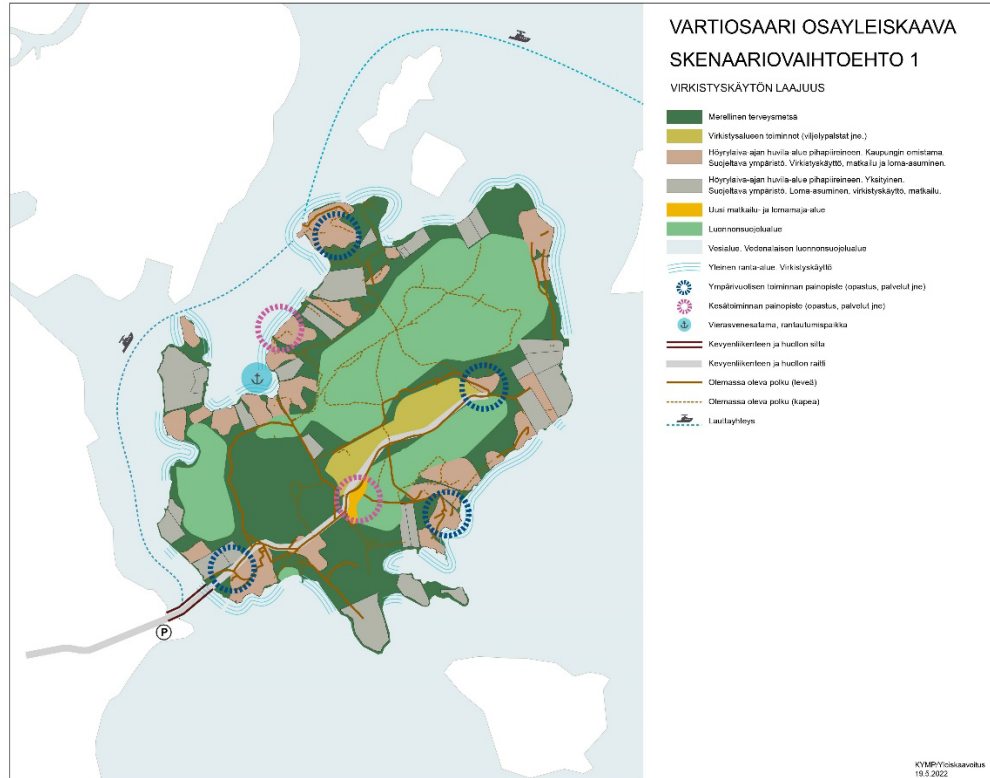 VARTIOSAARI OSAYLEISKAAVA
SKENAARIOVAIHTOEHTO 1
VIRKISTYSKÄYTÖN LAAJUUS
Merellinen terveysmetsä
Virkistysalueen toiminnot (viljelypalstat jne.)
Höyrylaiva-ajan huvila-alue pihapiireineen. Kaupungin omistama.
Suojeltava ympäristö. Virkistyskäyttö, matkailu ja loma-asuminen.
Höyrylaiva-ajan huvila-alue pihapiireineen. Yksityinen.
Suojeltava ympäristö. Loma-asuminen, virkistyskäyttö, matkailu.
Uusi matkailu- ja lomamaja-alue
Luonnonsuojelualue
Vesialue. Vedenalaisen luonnonsuojelualue
Yleinen ranta-alue. Virkistyskäyttö
Ympärivuotisen toiminnan painopiste (opastus, palvelut jne)
Kesätoiminnan painopiste (opastus, palvelut jne)
Vierasvenesatama, rantautumispaikka
Kevyenliikenteen ja huollon silta
Kevyenliikenteen ja huollon raitti
Olemassa oleva polku (leveä)
Olemassa oleva polku (kapea)
Lauttayhteys
P
KYMP/Yleiskaavoitus
19.5.2022